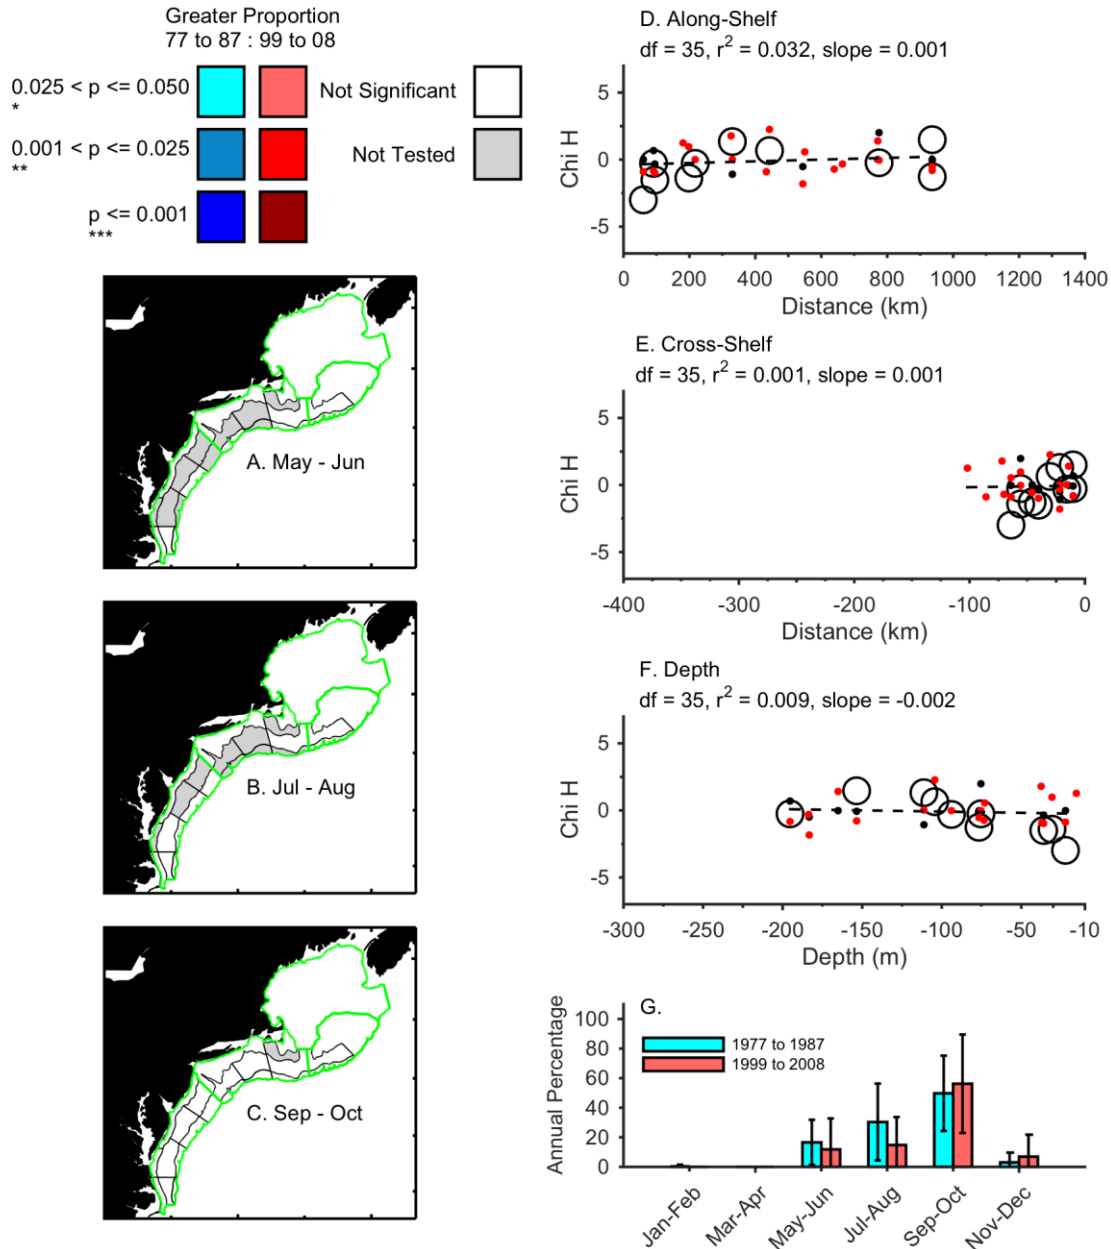 Greater Proportion
77 to 87 : 99 to 08
0.025 < p <= 0.050
*
0.001 < p <= 0.025
**
p <= 0.001
***
Not Significant
Not Tested
A. May - Jun
B. Jul - Aug
C. Sep - Oct
D. Along-Shelf
df = 35, r² = 0.032, slope = 0.001
Chi H
5
0
-5
0 200 400 600 800 1000 1200 1400
Distance (km)
E. Cross-Shelf
df = 35, r² = 0.001, slope = 0.001
Chi H
5
0
-5
-400 -300 -200 -100 0
Distance (km)
F. Depth
df = 35, r² = 0.009, slope = -0.002
Chi H
5
0
-5
-300 -250 -200 -150 -100 -50 -10
Depth (m)
G.
1977 to 1987
1999 to 2008
Annual Percentage
100
80
60
40
20
0
Jan-Feb Mar-Apr May-Jun Jul-Aug Sep-Oct Nov-Dec